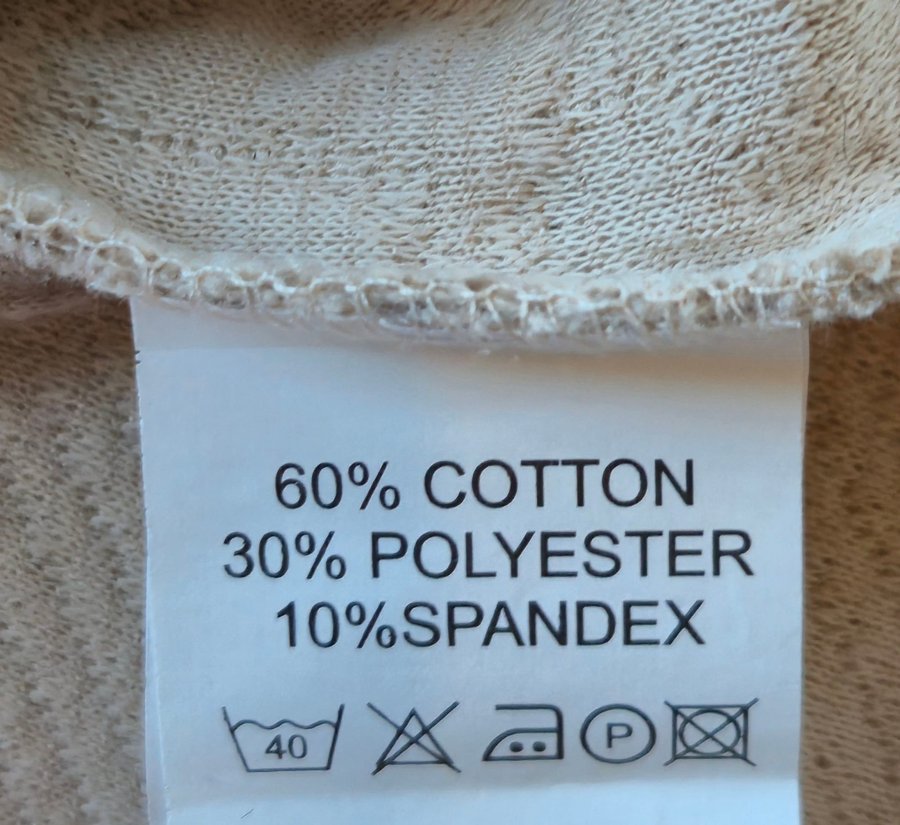 60% COTTON
30% POLYESTER
10%SPANDEX
40 P